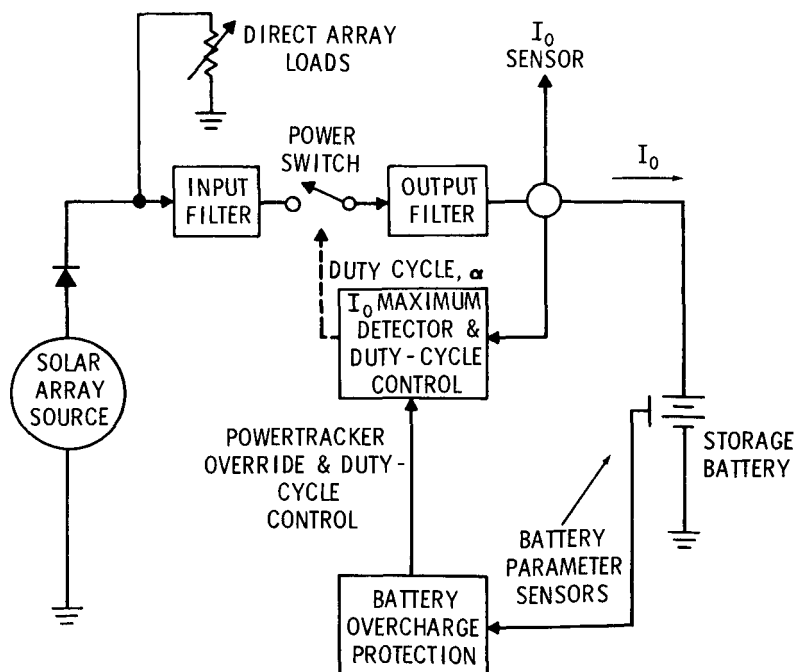 DIRECT ARRAY
LOADS
I₀
SENSOR
POWER
SWITCH
I₀
INPUT
FILTER
OUTPUT
FILTER
DUTY CYCLE, α
I₀ MAXIMUM
DETECTOR &
DUTY-CYCLE
CONTROL
SOLAR
ARRAY
SOURCE
POWERTRACKER
OVERRIDE & DUTY-
CYCLE
CONTROL
STORAGE
BATTERY
BATTERY
PARAMETER
SENSORS
BATTERY
OVERCHARGE
PROTECTION